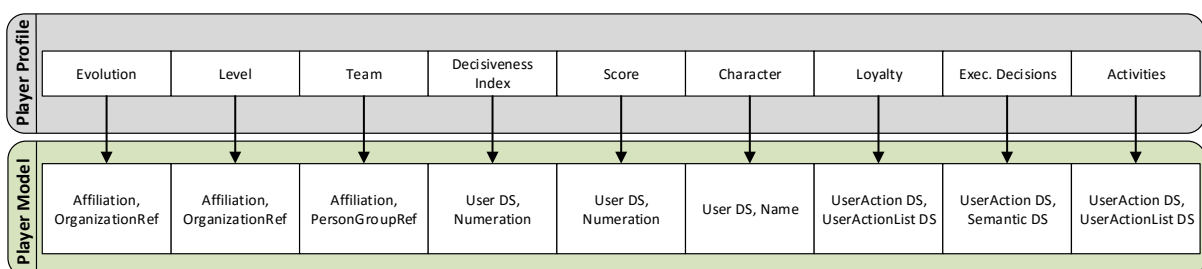 Player Profile
Evolution
Level
Team
Decisiveness
Index
Score
Character
Loyalty
Exec. Decisions
Activities
Player Model
Affiliation,
OrganizationRef
Affiliation,
OrganizationRef
Affiliation,
PersonGroupRef
User DS,
Numeration
User DS,
Numeration
User DS, Name
UserAction DS,
UserActionList DS
UserAction DS,
Semantic DS
UserAction DS,
UserActionList DS